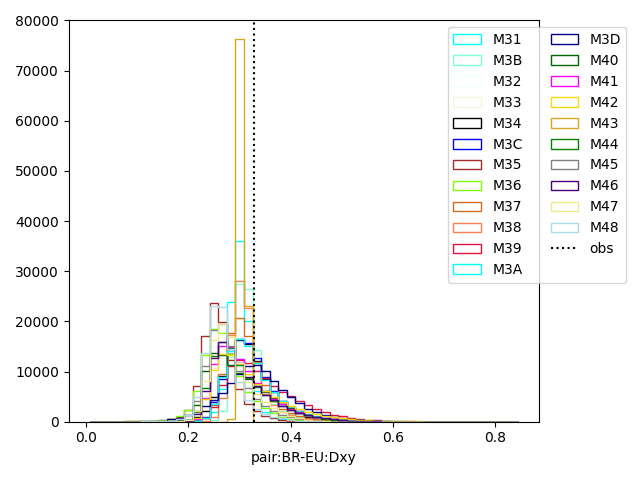 80000
70000
60000
50000
40000
30000
20000
10000
0
0.0 0.2 0.4 0.6 0.8
pair:BR-EU:Dxy
M31
M3B
M32
M33
M34
M3C
M35
M36
M37
M38
M39
M3A
M3D
M40
M41
M42
M43
M44
M45
M46
M47
M48
obs